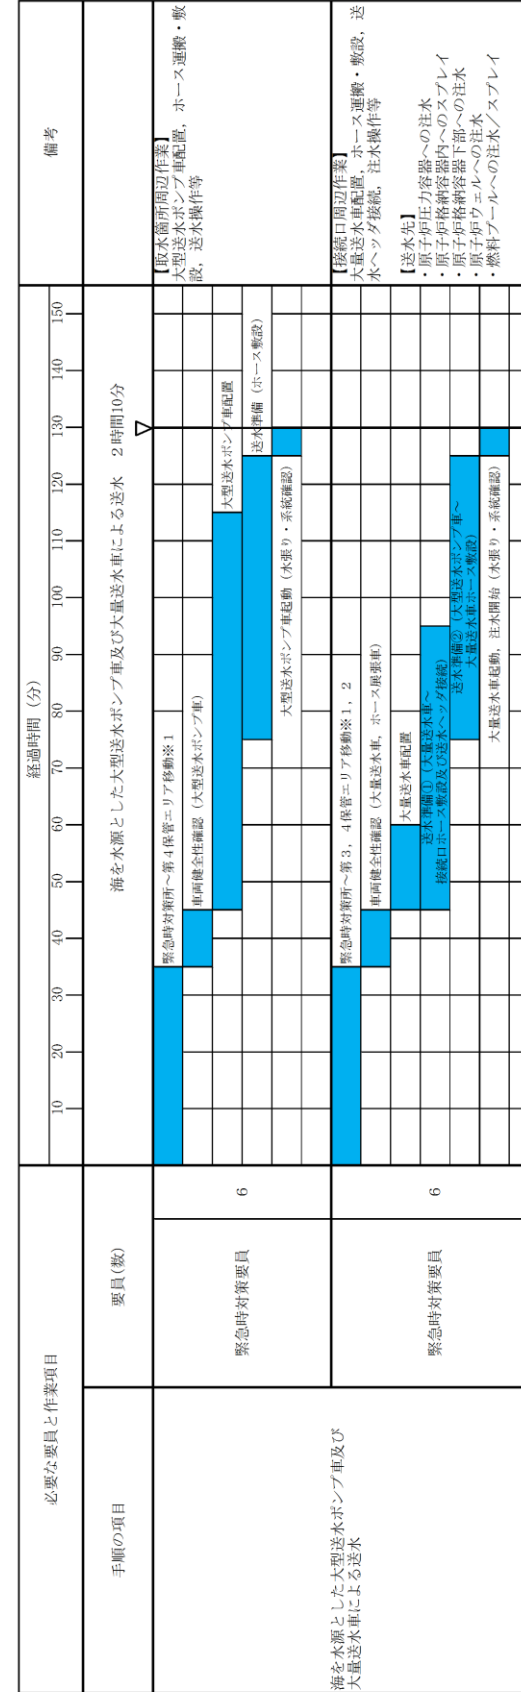 必要な要員と作業項目
経過時間（分）
備考
10 20 30 40 50 60 70 80 90 100 110 120 130 140 150
手順の項目
要員(数)
海を水源とした大型送水ポンプ車及び大量送水車による送水　２時間10分
海を水源とした大型送水ポンプ車及び
大量送水車による送水
緊急時対策要員
6
緊急時対策所～第４保管エリア移動※１
車両健全性確認（大型送水ポンプ車）
大型送水ポンプ車配置
送水準備（ホース敷設）
大型送水ポンプ車起動（水張り・系統確認）
【取水箇所周辺作業】
大型送水ポンプ車配置，ホース運搬・敷
設，送水操作等
緊急時対策要員
6
緊急時対策所～第３，４保管エリア移動※１，２
車両健全性確認（大量送水車，ホース展張車）
大量送水車配置
送水準備①（大量送水車～
接続口ホース敷設及び送水ヘッダ接続）
送水準備②（大型送水ポンプ車～
大量送水車ホース敷設）
大量送水車起動，注水開始（水張り・系統確認）
【接続口周辺作業】
大量送水車配置，ホース運搬・敷設，送
水ヘッダ接続，注水操作等
【送水先】
・原子炉圧力容器への注水
・原子炉格納容器内へのスプレイ
・原子炉格納容器下部への注水
・原子炉ウェルへの注水
・燃料プールへの注水／スプレイ